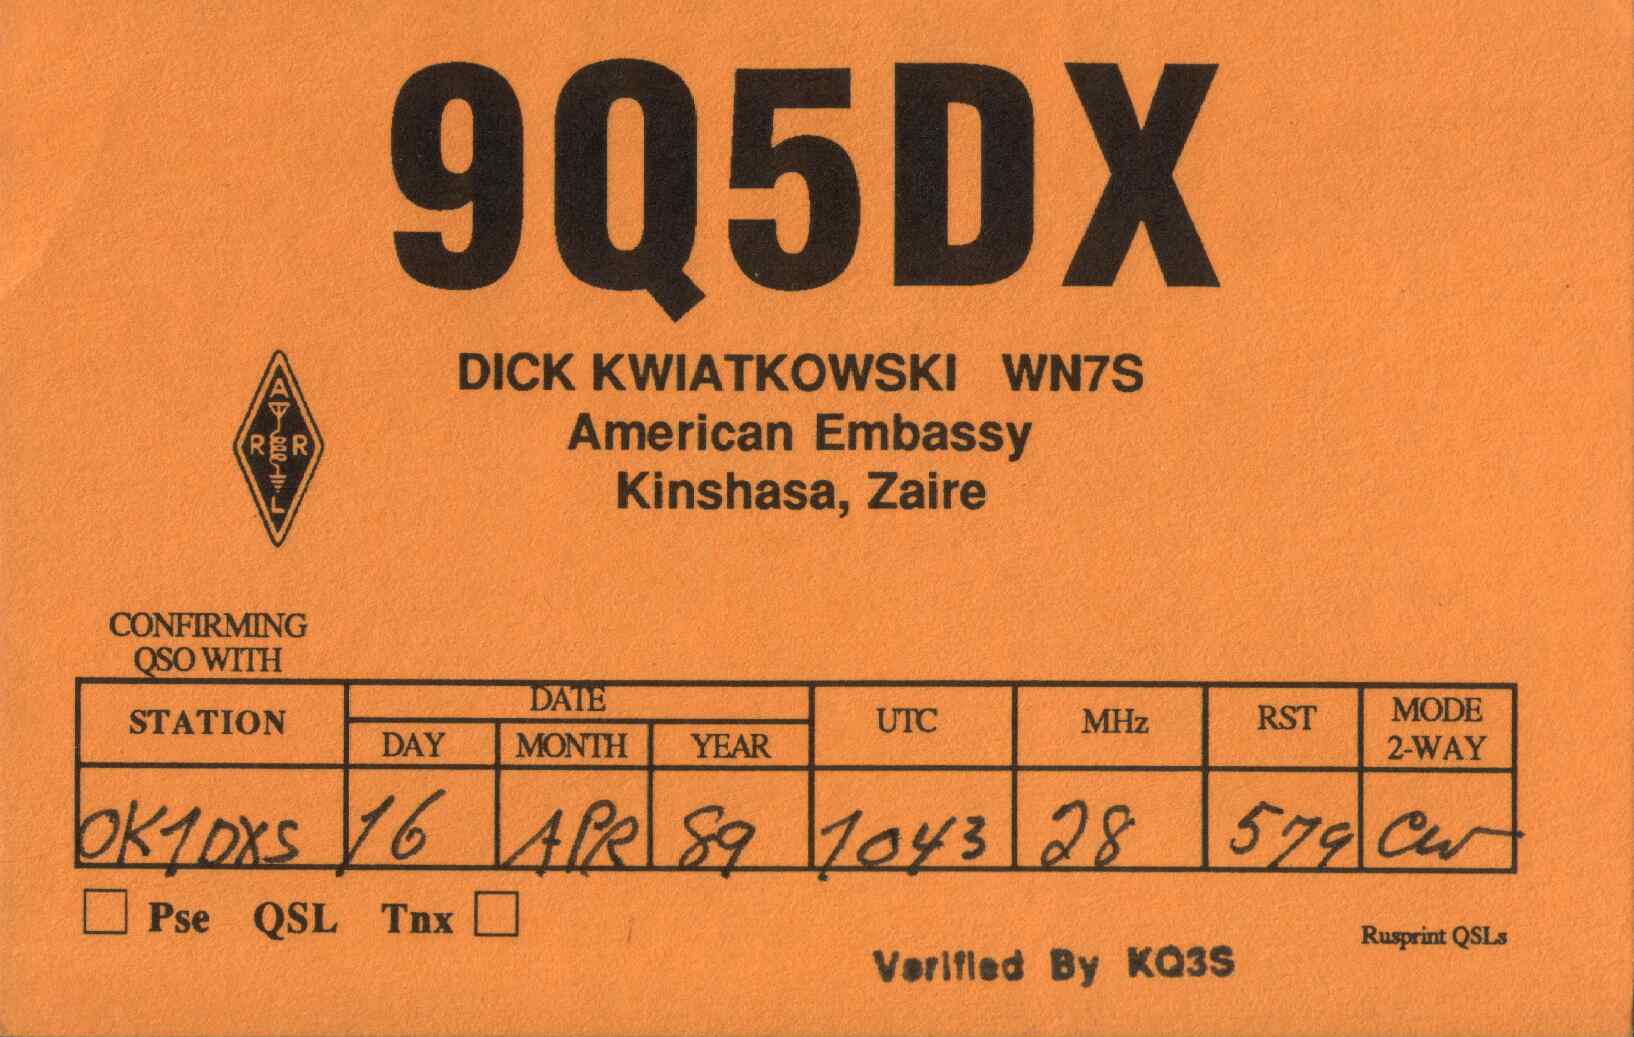 9Q5DX
DICK KWIATKOWSKI WN7S
American Embassy
Kinshasa, Zaire
A
R R
L
CONFIRMING
QSO WITH
STATION DATE UTC MHz RST MODE 2-WAY
DAY MONTH YEAR
OK1DXS 16 APR 89 1043 28 579 CW
Pse QSL Tnx
Rusprint QSLs
Verified By KQ3S